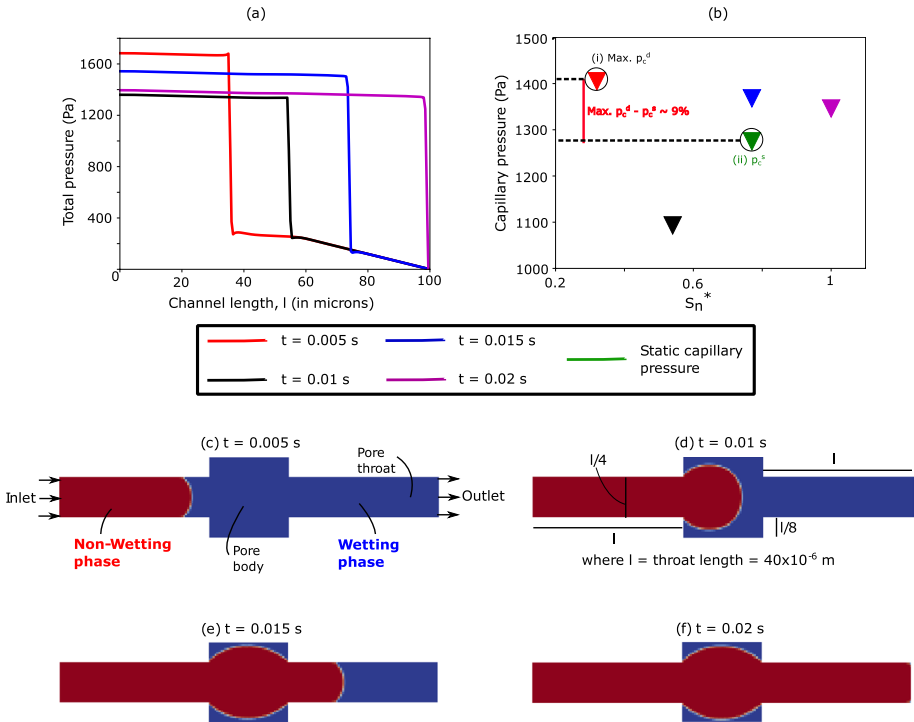 (a)
1600
1200
800
400
0
Total pressure (Pa)
0 20 40 60 80 100
Channel length, l (in microns)
(b)
1500
1400
1300
1200
1100
1000
Capillary pressure (Pa)
(i) Max. p_c^d
Max. p_c^d - p_c^s ~ 9%
(ii) p_c^s
0.2 0.6 1
S_n^*
t = 0.005 s
t = 0.015 s
Static capillary
pressure
t = 0.01 s
t = 0.02 s
(c) t = 0.005 s
Pore
throat
Inlet
Outlet
Non-Wetting
phase
Pore
body
Wetting
phase
(d) t = 0.01 s
l/4
l
l
l/8
where l = throat length = 40x10^-6 m
(e) t = 0.015 s
(f) t = 0.02 s